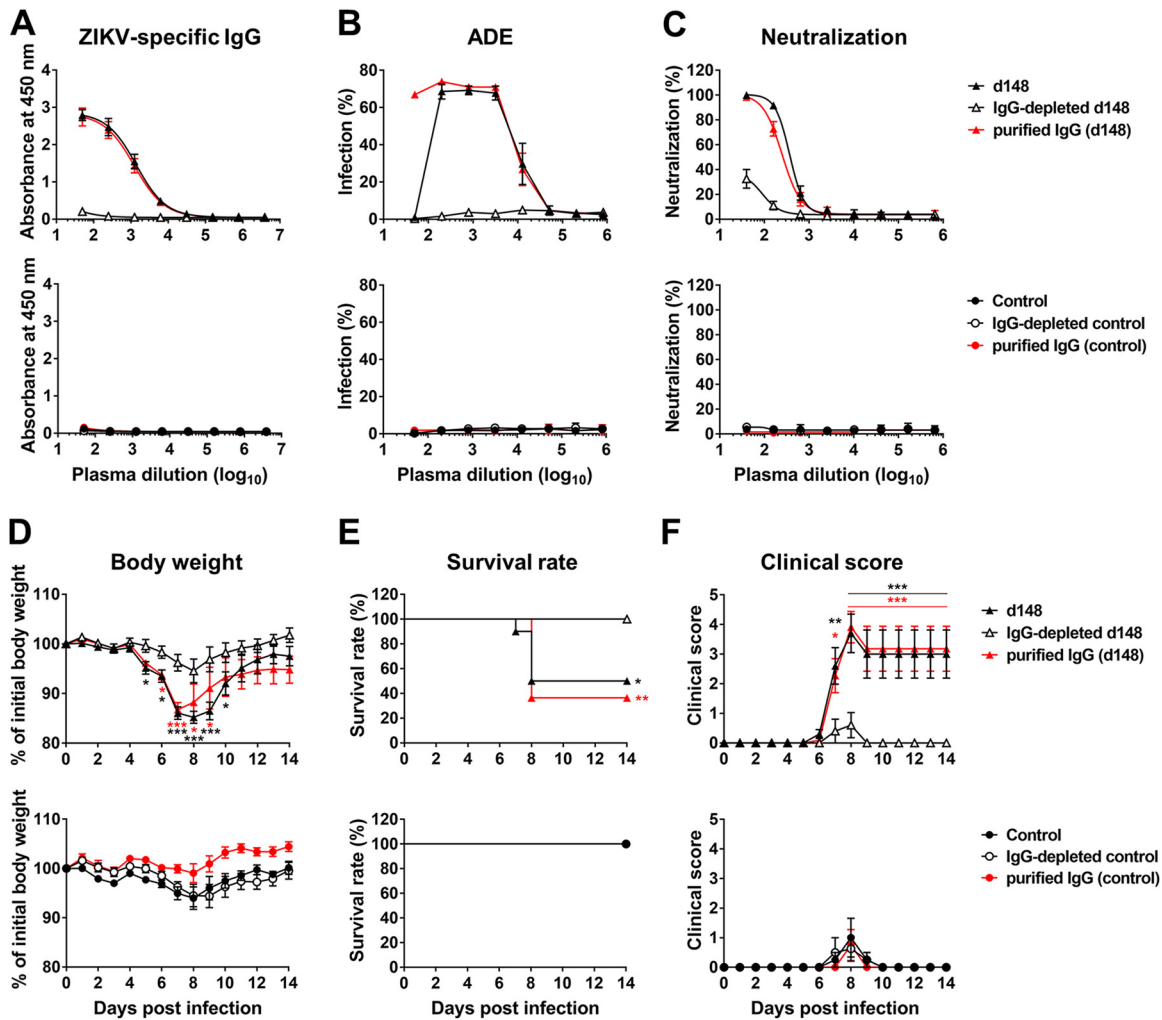 A
ZIKV-specific IgG
Absorbance at 450 nm
4
3
2
1
0
1 2 3 4 5 6 7
B
ADE
Infection (%)
80
60
40
20
0
1 2 3 4 5 6
C
Neutralization
Neutralization (%)
120
100
80
60
40
20
0
1 2 3 4 5 6
d148
IgG-depleted d148
purified IgG (d148)
Absorbance at 450 nm
4
3
2
1
0
1 2 3 4 5 6 7
Plasma dilution (log10)
Infection (%)
80
60
40
20
0
1 2 3 4 5 6
Plasma dilution (log10)
Neutralization (%)
120
100
80
60
40
20
0
1 2 3 4 5 6
Plasma dilution (log10)
Control
IgG-depleted control
purified IgG (control)
D
Body weight
% of initial body weight
110
100
90
80
* * * *** *** * *** * *** *
0 2 4 6 8 10 12 14
E
Survival rate
Survival rate (%)
120
100
80
60
40
20
0
*
**
0 2 4 6 8 10 12 14
F
Clinical score
Clinical score
5
4
3
2
1
0
***
***
**
*
0 2 4 6 8 10 12 14
d148
IgG-depleted d148
purified IgG (d148)
% of initial body weight
110
100
90
80
0 2 4 6 8 10 12 14
Days post infection
Survival rate (%)
120
100
80
60
40
20
0
0 2 4 6 8 10 12 14
Days post infection
Clinical score
5
4
3
2
1
0
0 2 4 6 8 10 12 14
Days post infection
Control
IgG-depleted control
purified IgG (control)